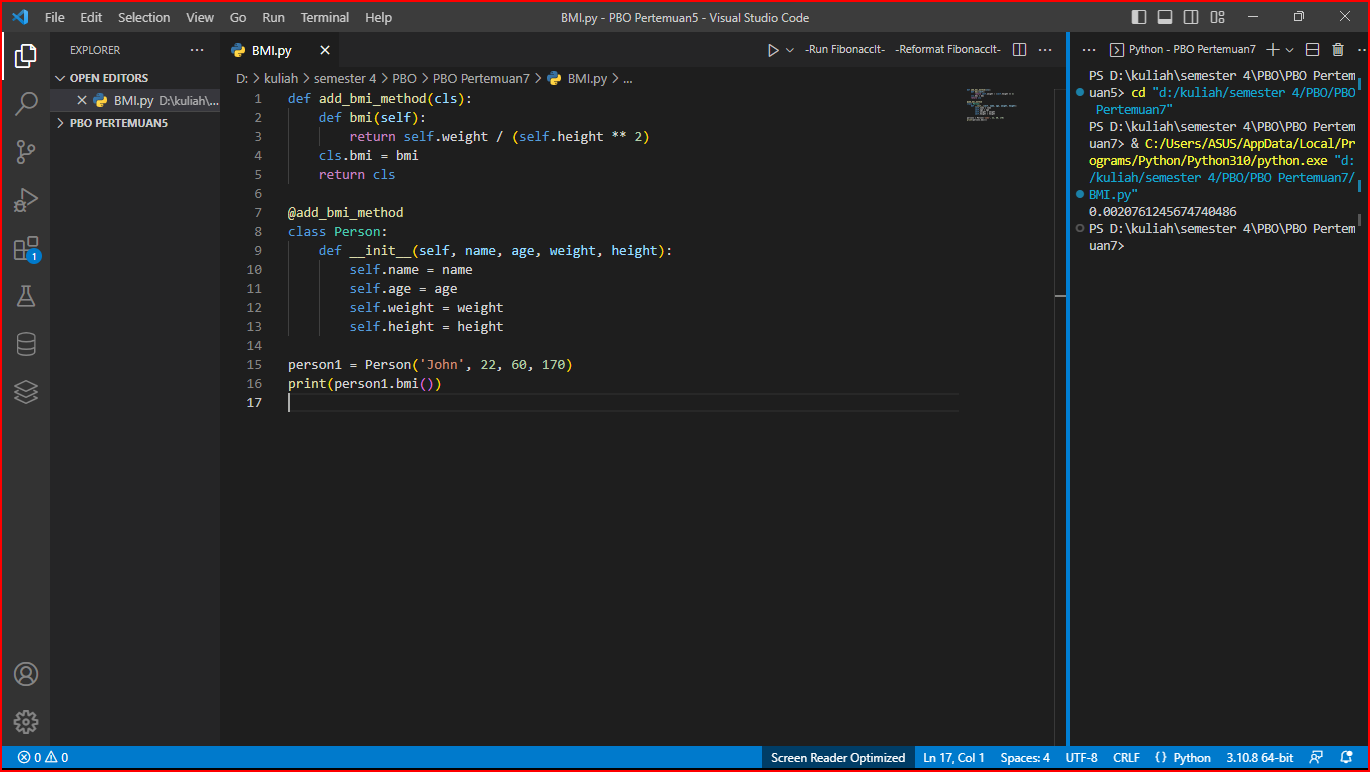 File Edit Selection View Go Run Terminal Help
BMI.py - PBO Pertemuan5 - Visual Studio Code
EXPLORER
OPEN EDITORS
BMI.py D:\kuliah\...
PBO PERTEMUAN5
1
BMI.py
-Run FibonaccIt- -Reformat FibonaccIt-
D: > kuliah > semester 4 > PBO > PBO Pertemuan7 > BMI.py > ...
1 def add_bmi_method(cls):
2     def bmi(self):
3         return self.weight / (self.height ** 2)
4     cls.bmi = bmi
5     return cls
6
7 @add_bmi_method
8 class Person:
9     def __init__(self, name, age, weight, height):
10         self.name = name
11         self.age = age
12         self.weight = weight
13         self.height = height
14
15 person1 = Person('John', 22, 60, 170)
16 print(person1.bmi())
17
Python - PBO Pertemuan7
PS D:\kuliah\semester 4\PBO\PBO Pertem
uan5> cd "d:/kuliah/semester 4/PBO/PBO
 Pertemuan7"
PS D:\kuliah\semester 4\PBO\PBO Pertem
uan7> & C:/Users/ASUS/AppData/Local/Pr
ograms/Python/Python310/python.exe "d:
/kuliah/semester 4/PBO/PBO Pertemuan7/
BMI.py"
0.0020761245674740486
PS D:\kuliah\semester 4\PBO\PBO Pertem
uan7>
0 0
Screen Reader Optimized Ln 17, Col 1 Spaces: 4 UTF-8 CRLF {} Python 3.10.8 64-bit